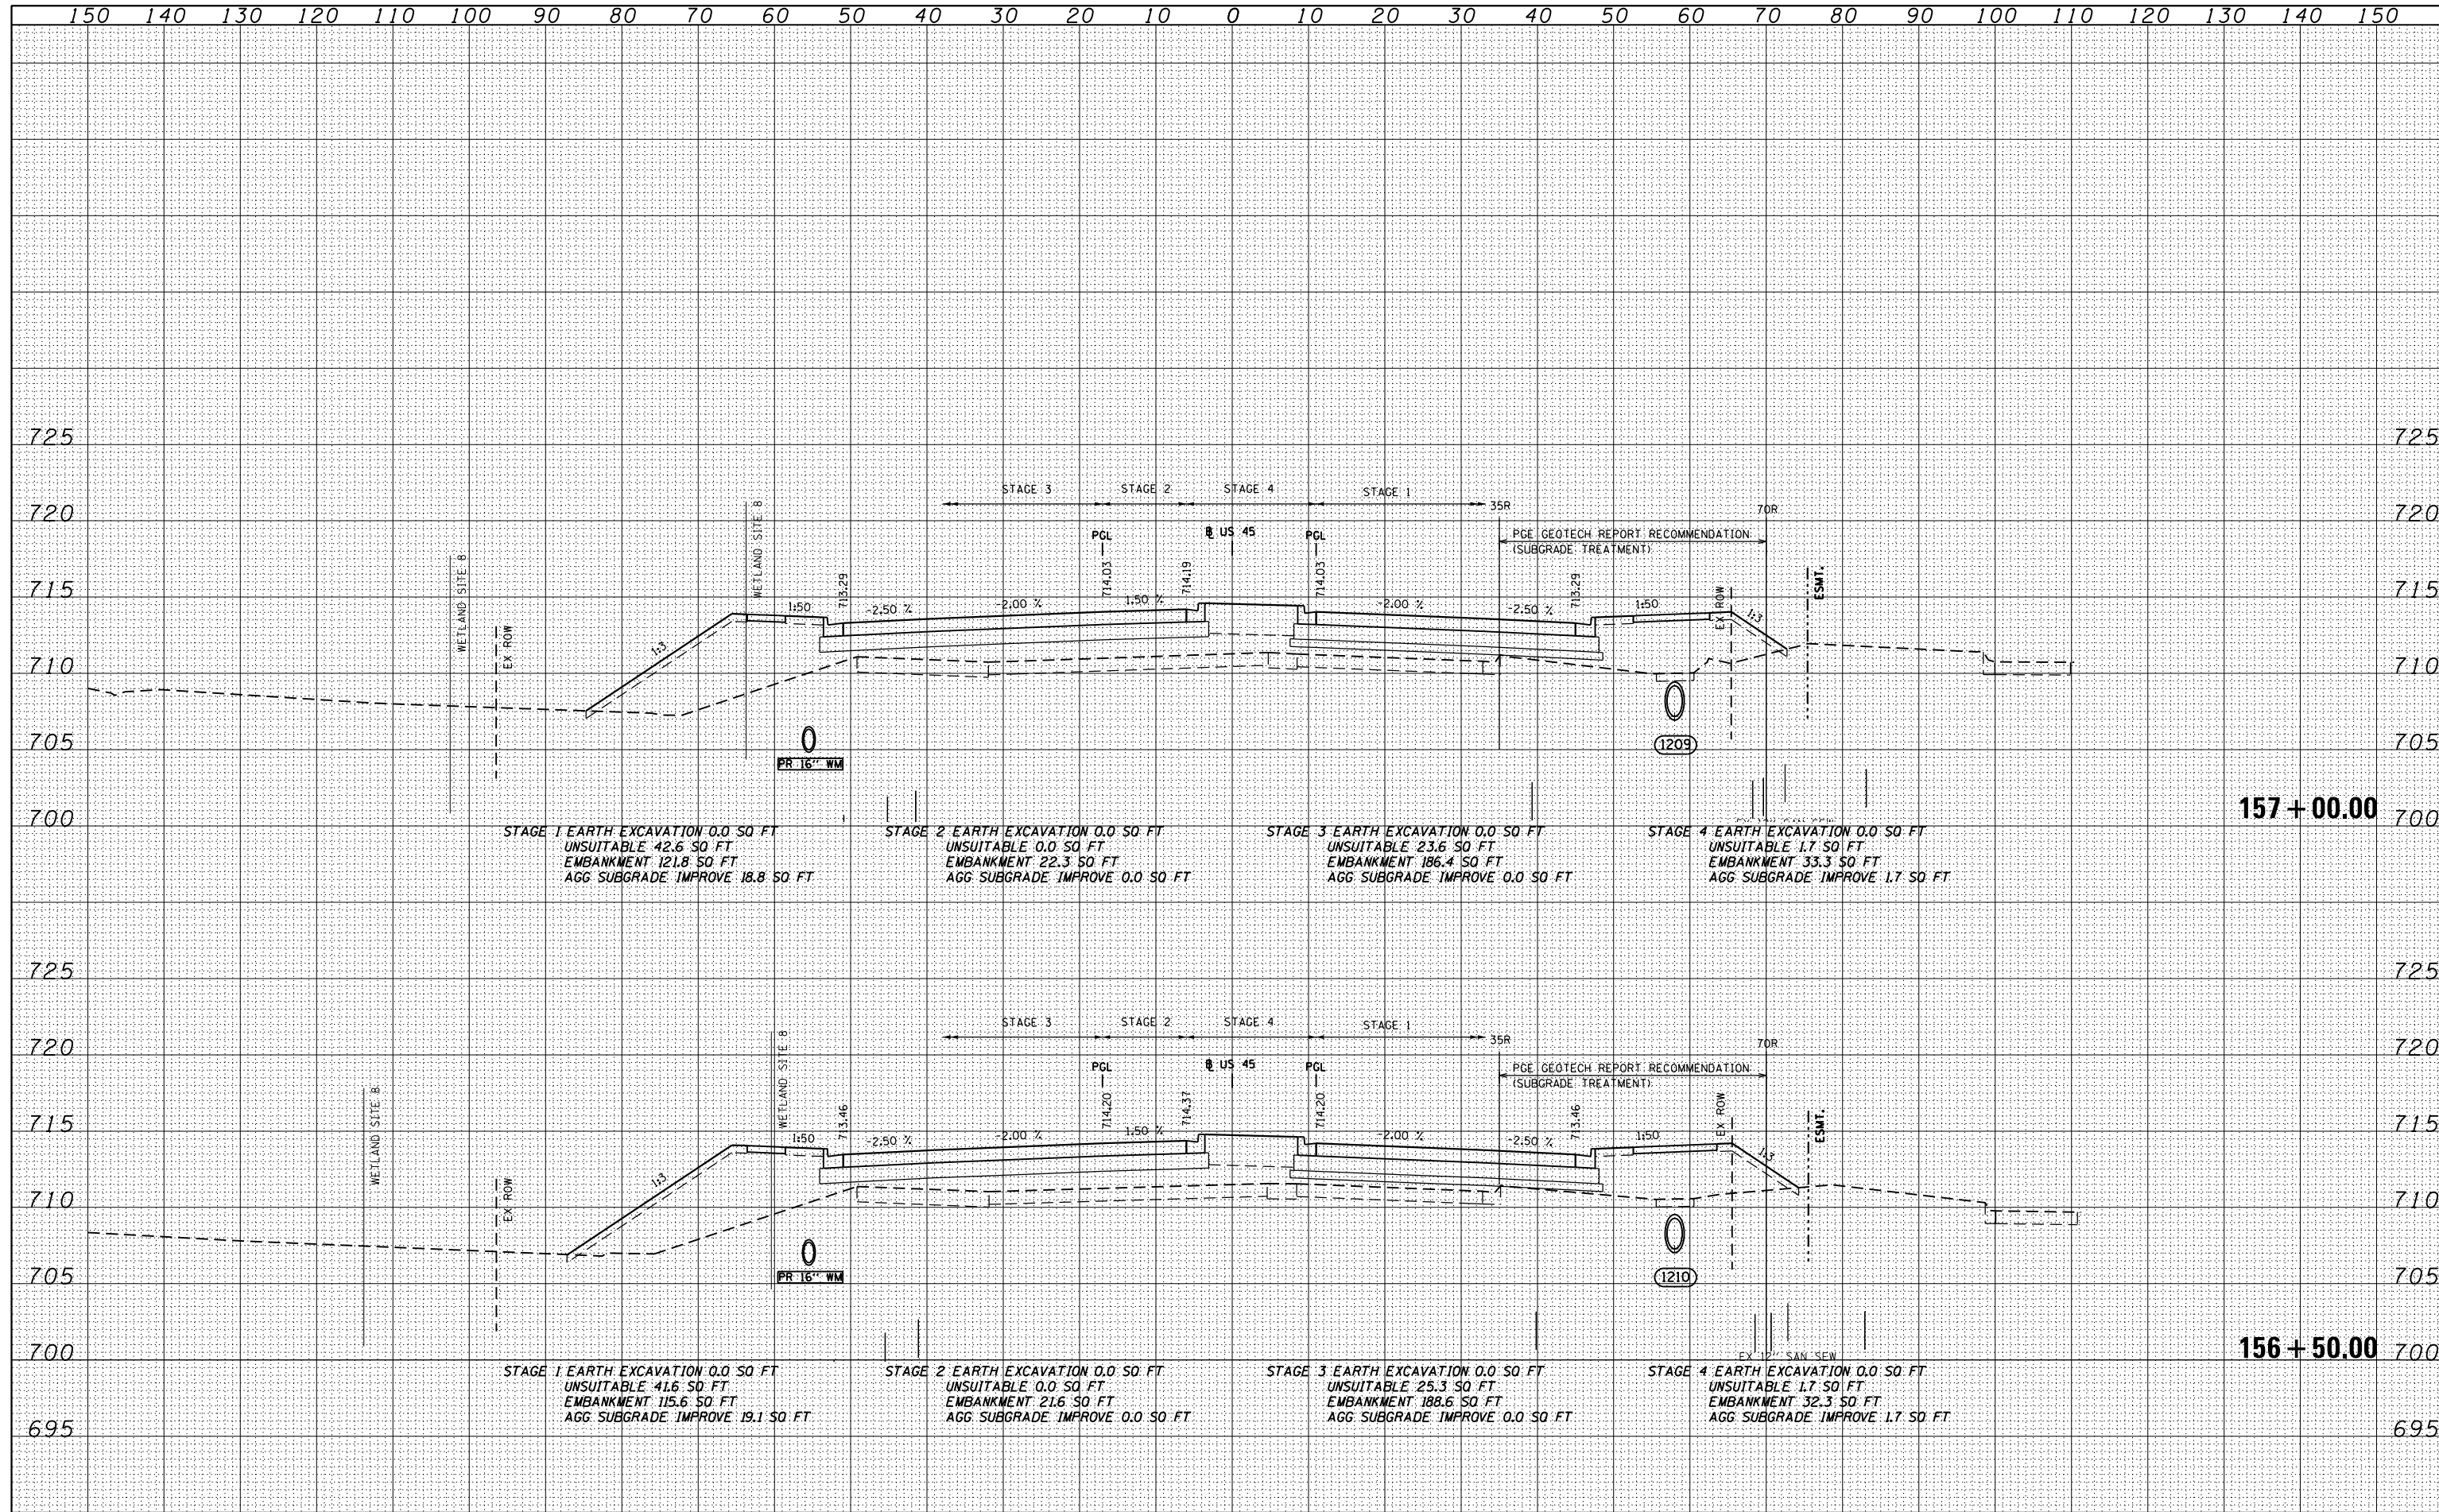 150 140 130 120 110 100 90 80 70 60 50 40 30 20 10 0 10 20 30 40 50 60 70 80 90 100 110 120 130 140 150
725 725
STAGE 3 STAGE 2 STAGE 4 STAGE 1
35R 70R
720 720
PGL ℄ US 45 PGL
PGE GEOTECH REPORT RECOMMENDATION
(SUBGRADE TREATMENT)
WETLAND SITE 8
WETLAND SITE 8
EX ROW
713.29 714.03 714.19 714.03 713.29
EX ROW
ESMT.
715 715
1:3 1:50 -2.50 % -2.00 % 1.50 % -2.00 % -2.50 % 1:50 1:3
710 710
705 705
PR 16" WM
1209
157+00.00
700 700
STAGE 1 EARTH EXCAVATION 0.0 SQ FT
UNSUITABLE 42.6 SQ FT
EMBANKMENT 121.8 SQ FT
AGG SUBGRADE IMPROVE 18.8 SQ FT
STAGE 2 EARTH EXCAVATION 0.0 SQ FT
UNSUITABLE 0.0 SQ FT
EMBANKMENT 22.3 SQ FT
AGG SUBGRADE IMPROVE 0.0 SQ FT
STAGE 3 EARTH EXCAVATION 0.0 SQ FT
UNSUITABLE 23.6 SQ FT
EMBANKMENT 186.4 SQ FT
AGG SUBGRADE IMPROVE 0.0 SQ FT
STAGE 4 EARTH EXCAVATION 0.0 SQ FT
UNSUITABLE 1.7 SQ FT
EMBANKMENT 33.3 SQ FT
AGG SUBGRADE IMPROVE 1.7 SQ FT
725 725
STAGE 3 STAGE 2 STAGE 4 STAGE 1
35R 70R
720 720
PGL ℄ US 45 PGL
PGE GEOTECH REPORT RECOMMENDATION
(SUBGRADE TREATMENT)
WETLAND SITE 8
WETLAND SITE 8
EX ROW
713.46 714.20 714.37 714.20 713.46
EX ROW
ESMT.
715 715
1:3 1:50 -2.50 % -2.00 % 1.50 % -2.00 % -2.50 % 1:50 1:3
710 710
705 705
PR 16" WM
1210
156+50.00
700 700
EX 12" SAN SEW
STAGE 1 EARTH EXCAVATION 0.0 SQ FT
UNSUITABLE 41.6 SQ FT
EMBANKMENT 115.6 SQ FT
AGG SUBGRADE IMPROVE 19.1 SQ FT
STAGE 2 EARTH EXCAVATION 0.0 SQ FT
UNSUITABLE 0.0 SQ FT
EMBANKMENT 21.6 SQ FT
AGG SUBGRADE IMPROVE 0.0 SQ FT
STAGE 3 EARTH EXCAVATION 0.0 SQ FT
UNSUITABLE 25.3 SQ FT
EMBANKMENT 188.6 SQ FT
AGG SUBGRADE IMPROVE 0.0 SQ FT
STAGE 4 EARTH EXCAVATION 0.0 SQ FT
UNSUITABLE 1.7 SQ FT
EMBANKMENT 32.3 SQ FT
AGG SUBGRADE IMPROVE 1.7 SQ FT
695 695